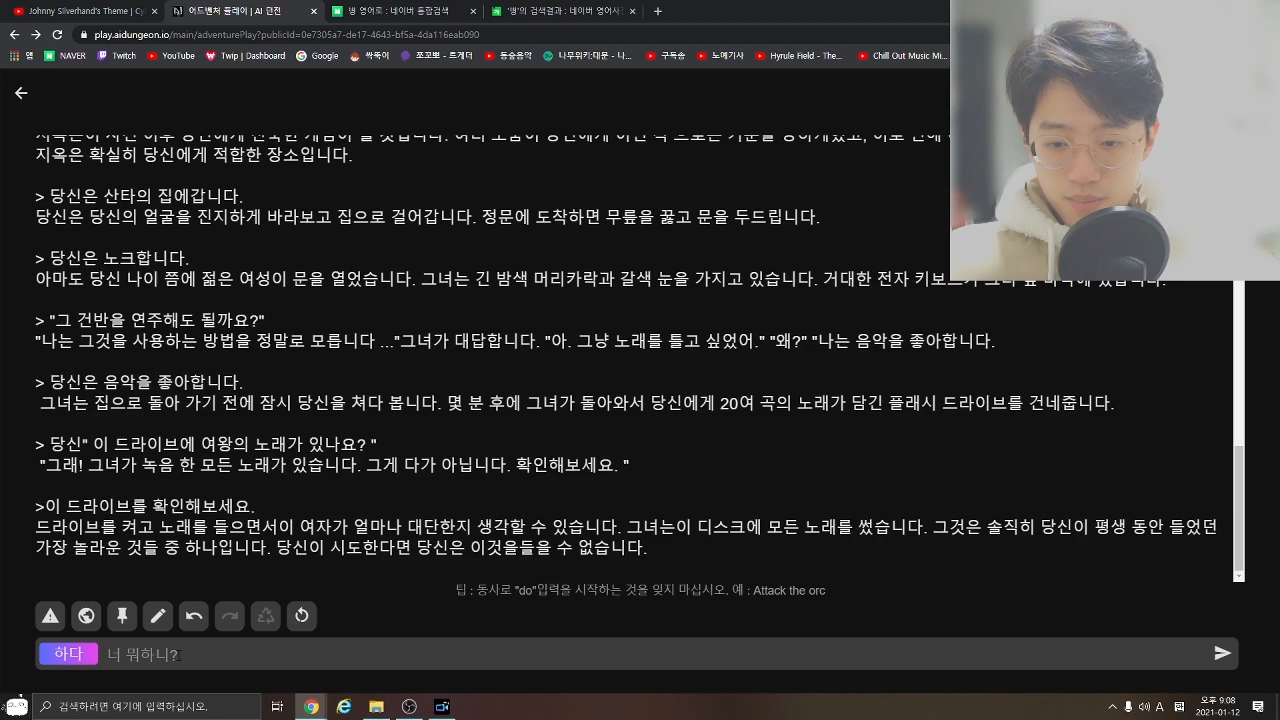 Johnny Silverhand's Theme | Cy
어드벤처 플레이 | AI 던전
뱅 영어로 : 네이버 통합검색
'뱅'의 검색결과 : 네이버 영어사
play.aidungeon.io/main/adventurePlay?publicId=
앱 NAVER Twitch YouTube Twip | Dashboard Google 싹뚝이 쪼꼬뽀 - 트게더 동숲음악 나무위키:대문 - 나... 구독송 노예기사 Hyrule Field - The... Chill Out Music Mi...
지옥은 확실히 당신에게 적합한 장소입니다.
> 당신은 산타의 집에갑니다.
당신은 당신의 얼굴을 진지하게 바라보고 집으로 걸어갑니다. 정문에 도착하면 무릎을 꿇고 문을 두드립니다.
> 당신은 노크합니다.
아마도 당신 나이 쯤에 젊은 여성이 문을 열었습니다. 그녀는 긴 밤색 머리카락과 갈색 눈을 가지고 있습니다. 거대한 전자
> "그 건반을 연주해도 될까요?"
"나는 그것을 사용하는 방법을 정말로 모릅니다 ..."그녀가 대답합니다. "아. 그냥 노래를 틀고 싶었어." "왜?" "나는 음악을 좋아합니다.
> 당신은 음악을 좋아합니다.
그녀는 집으로 돌아 가기 전에 잠시 당신을 쳐다 봅니다. 몇 분 후에 그녀가 돌아와서 당신에게 20여 곡의 노래가 담긴 플래시 드라이브를 건네줍니다.
> 당신" 이 드라이브에 여왕의 노래가 있나요? "
"그래! 그녀가 녹음 한 모든 노래가 있습니다. 그게 다가 아닙니다. 확인해보세요. "
>이 드라이브를 확인해보세요.
드라이브를 켜고 노래를 들으면서이 여자가 얼마나 대단한지 생각할 수 있습니다. 그녀는이 디스크에 모든 노래를 썼습니다. 그것은 솔직히 당신이 평생 동안 들었던
가장 놀라운 것들 중 하나입니다. 당신이 시도한다면 당신은 이것을들을 수 없습니다.
팁 : 동사로 "do"입력을 시작하는 것을 잊지 마십시오. 예 : Attack the orc
하다 너 뭐하니?
검색하려면 여기에 입력하십시오.
A
오후 9:08
2021-01-12